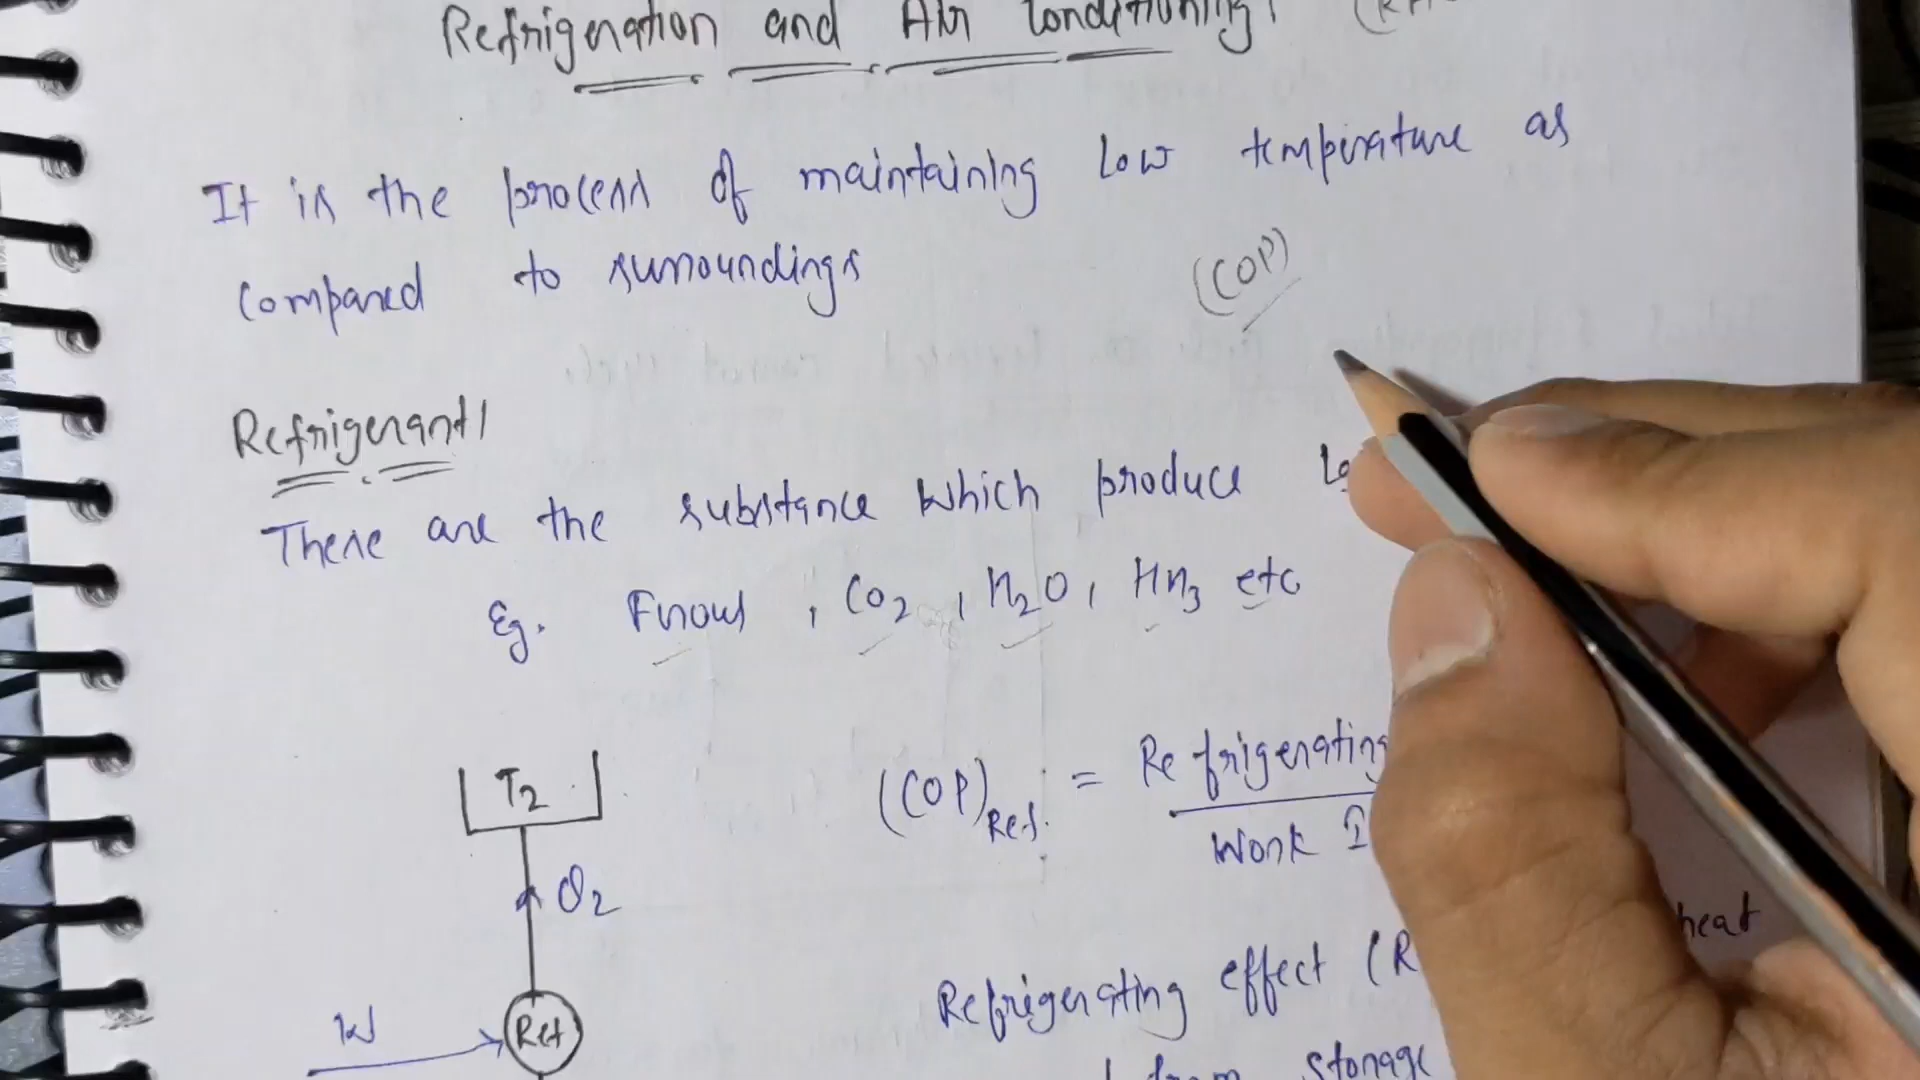 Refrigeration and Air Conditioning.
It is the process of maintaining Low temperature as
compared to surroundings
(COP)
Refrigerant
These are the substance which produce
Eg. , CO2 , H2O, Hn3 etc
T2
(COP)Ref. = Refrigerating
Work
Q2
heat
Refrigerating effect (R
W
Ref
from storage